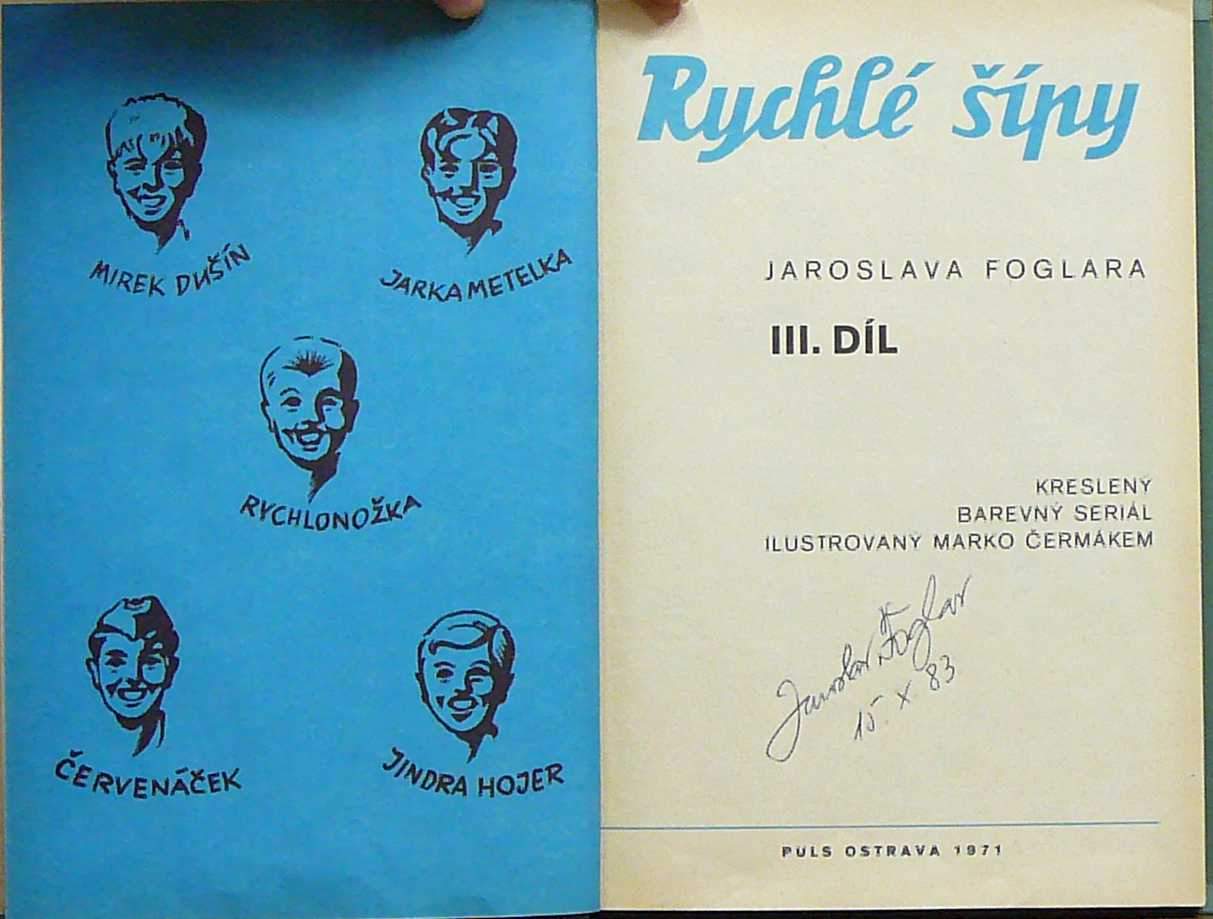 MIREK DUŠÍN
JARKA METELKA
RYCHLONOŽKA
ČERVENÁČEK
JINDRA HOJER
Rychlé šípy
JAROSLAVA FOGLARA
III. DÍL
KRESLENÝ
BAREVNÝ SERIÁL
ILUSTROVANÝ MARKO ČERMÁKEM
Jaroslav Foglar
15. X 83
PULS OSTRAVA 1971